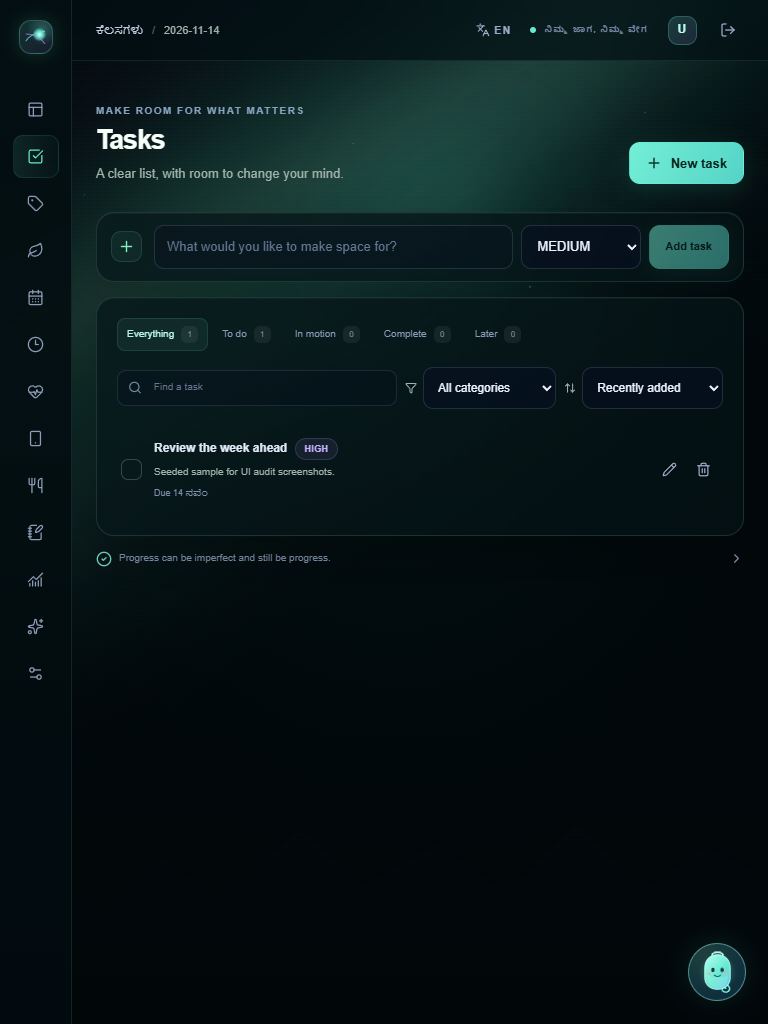 ಕೆಲಸಗಳು / 2026-11-14
EN
ನಿಮ್ಮ ಜಾಗ, ನಿಮ್ಮ ವೇಗ
U
MAKE ROOM FOR WHAT MATTERS
Tasks
A clear list, with room to change your mind.
New task
What would you like to make space for?
MEDIUM
Add task
Everything 1 To do 1 In motion 0 Complete 0 Later 0
Find a task
All categories
Recently added
Review the week ahead HIGH
Seeded sample for UI audit screenshots.
Due 14 ನವೆಂ
Progress can be imperfect and still be progress.